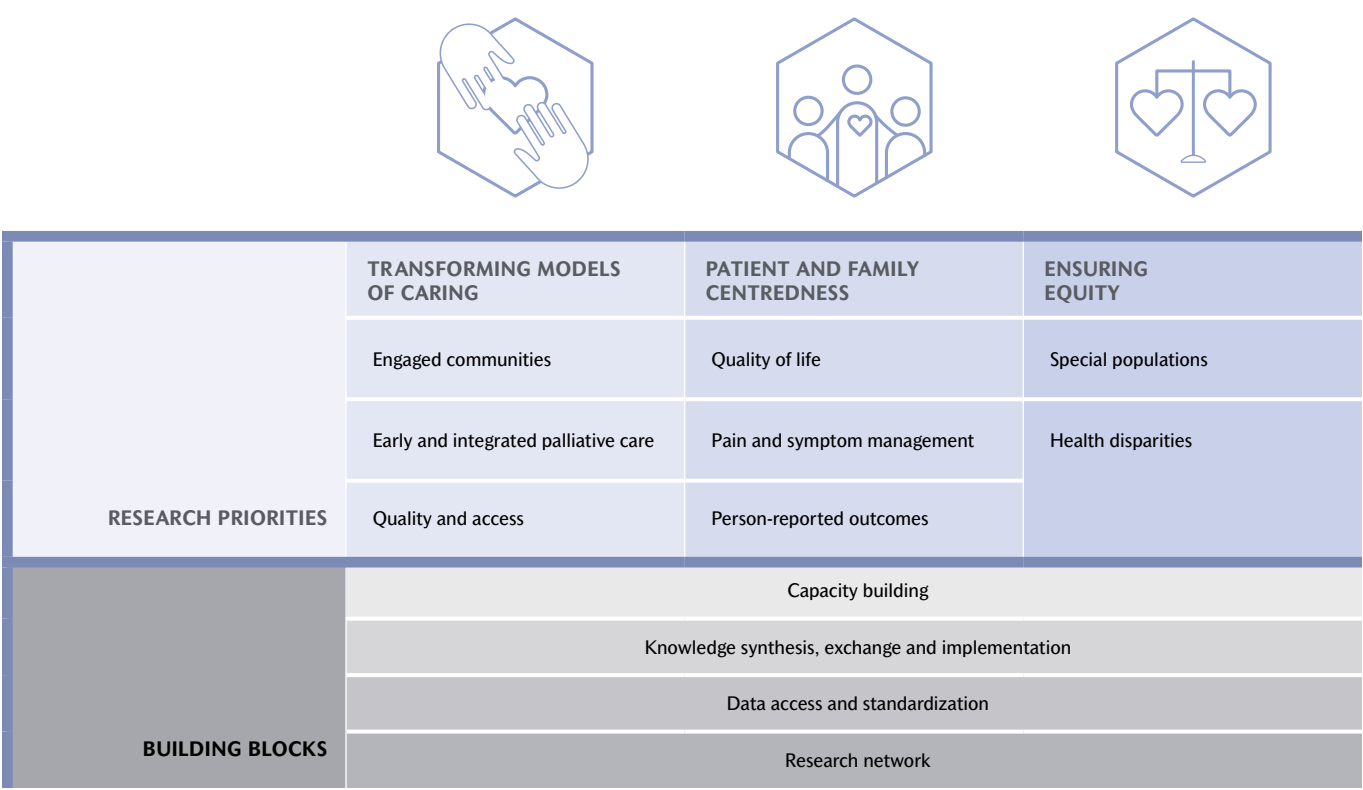 TRANSFORMING MODELS
OF CARING
PATIENT AND FAMILY
CENTREDNESS
ENSURING
EQUITY
Engaged communities
Quality of life
Special populations
Early and integrated palliative care
Pain and symptom management
Health disparities
RESEARCH PRIORITIES
Quality and access
Person-reported outcomes
Capacity building
Knowledge synthesis, exchange and implementation
Data access and standardization
BUILDING BLOCKS
Research network